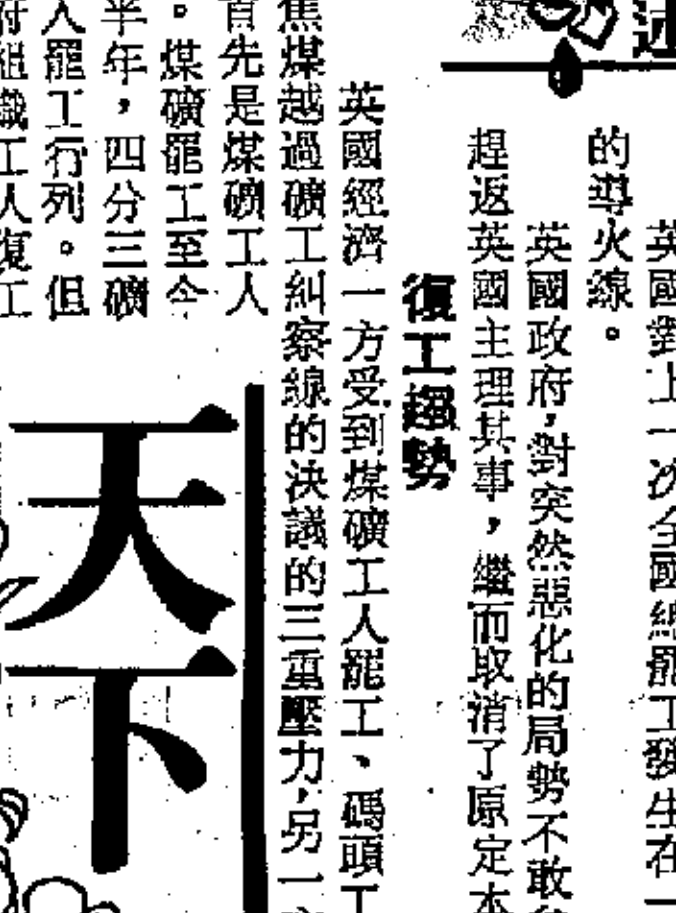 述
英國對上一次全國總罷工發生在一
的導火線。
英國政府，對突然惡化的局勢不敢
趕返英國主理其事，繼而取消了原定本
復工趨勢
英國經濟一方受到煤礦工人罷工、碼頭工
焦煤越過礦工糾察線的決議的三重壓力，另一
首先是煤礦工人
。煤礦罷工至今
半年，四分三礦
入罷工行列。但
府組織工人復工
天下